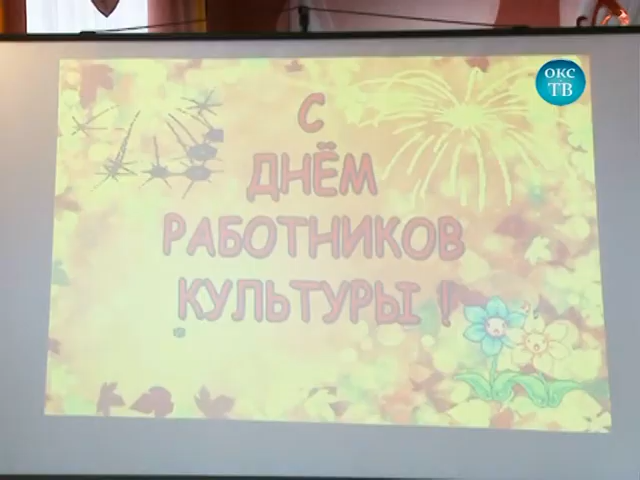 ОКС
ТВ
С
ДНЁМ
РАБОТНИКОВ
КУЛЬТУРЫ !